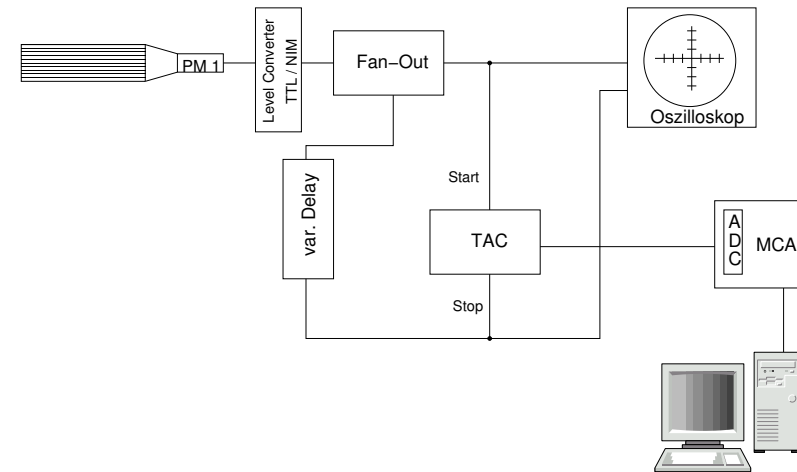 PM 1
Level Converter
TTL / NIM
Fan−Out
Oszilloskop
var. Delay
Start
TAC
Stop
A
D
C
MCA